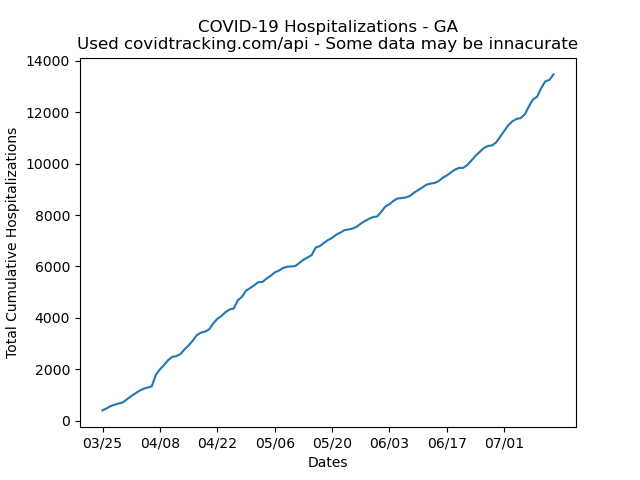 COVID-19 Hospitalizations - GA
Used covidtracking.com/api - Some data may be innacurate
Total Cumulative Hospitalizations
14000
12000
10000
8000
6000
4000
2000
0
03/25 04/08 04/22 05/06 05/20 06/03 06/17 07/01
Dates